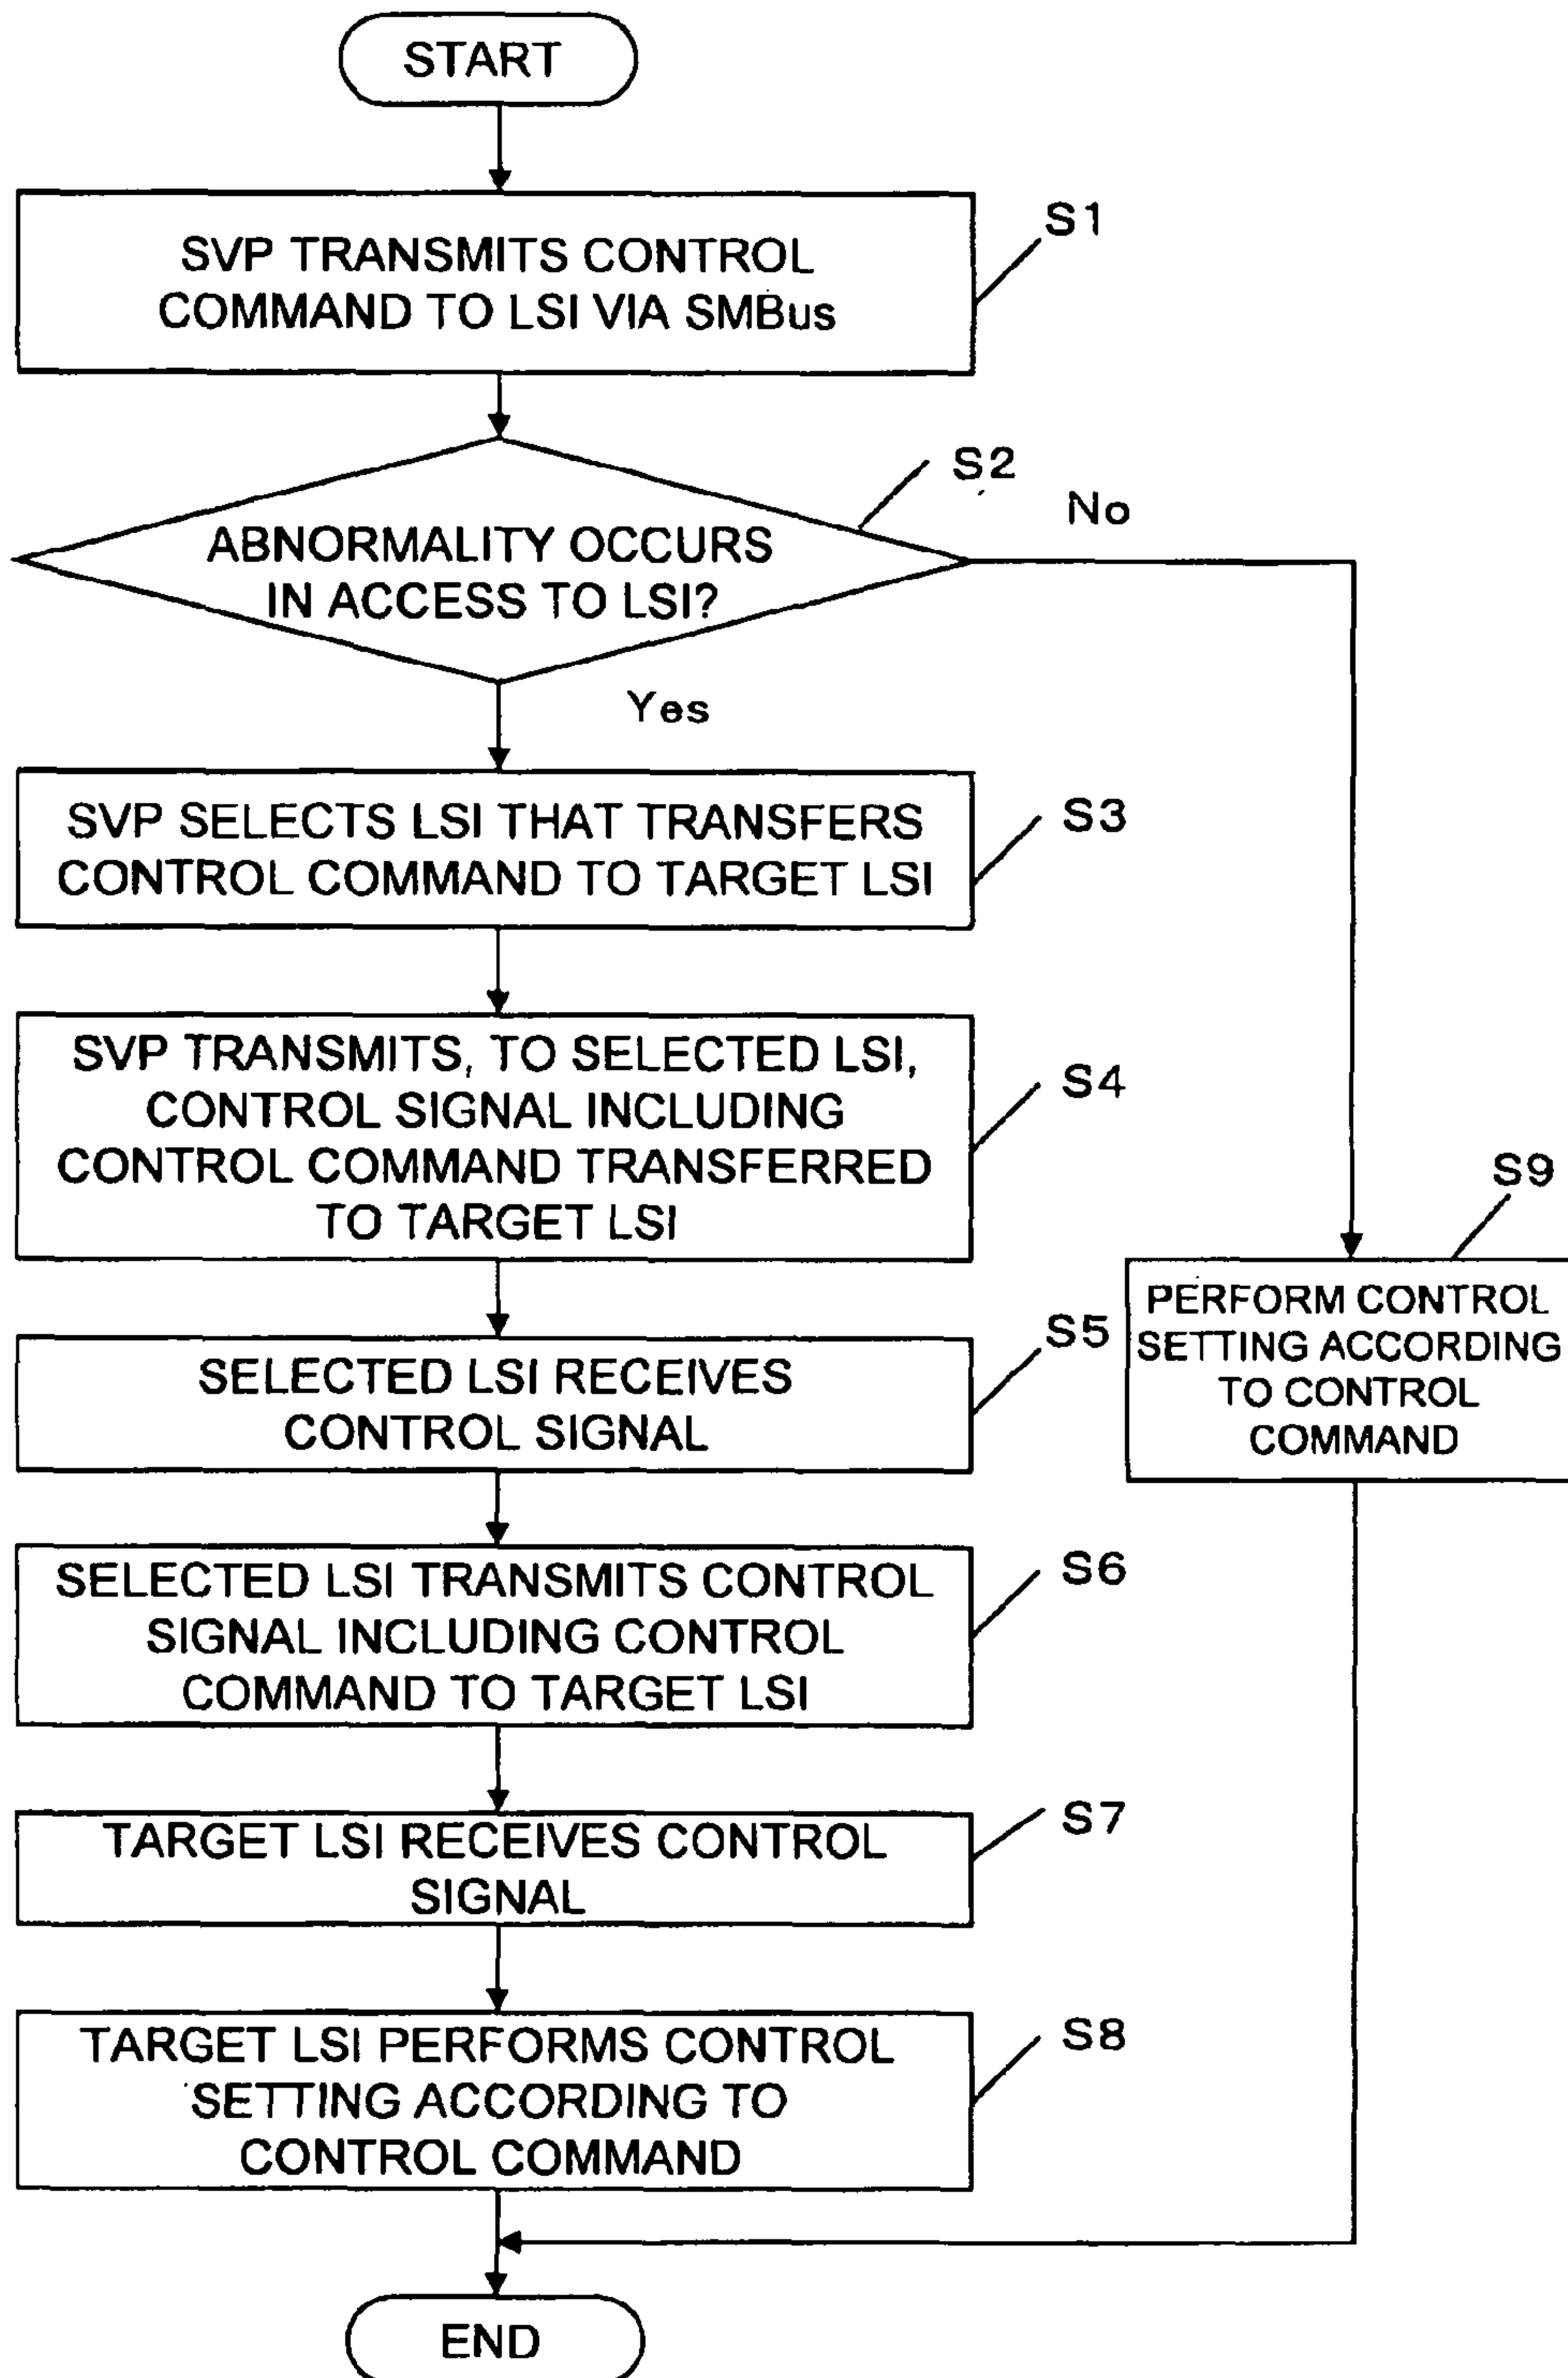 START
SVP TRANSMITS CONTROL
COMMAND TO LSI VIA SMBus
S1
ABNORMALITY OCCURS
IN ACCESS TO LSI?
S2
No
Yes
SVP SELECTS LSI THAT TRANSFERS
CONTROL COMMAND TO TARGET LSI
S3
SVP TRANSMITS, TO SELECTED LSI,
CONTROL SIGNAL INCLUDING
CONTROL COMMAND TRANSFERRED
TO TARGET LSI
S4
SELECTED LSI RECEIVES
CONTROL SIGNAL
S5
SELECTED LSI TRANSMITS CONTROL
SIGNAL INCLUDING CONTROL
COMMAND TO TARGET LSI
S6
TARGET LSI RECEIVES CONTROL
SIGNAL
S7
TARGET LSI PERFORMS CONTROL
SETTING ACCORDING TO
CONTROL COMMAND
S8
S9
PERFORM CONTROL
SETTING ACCORDING
TO CONTROL
COMMAND
END